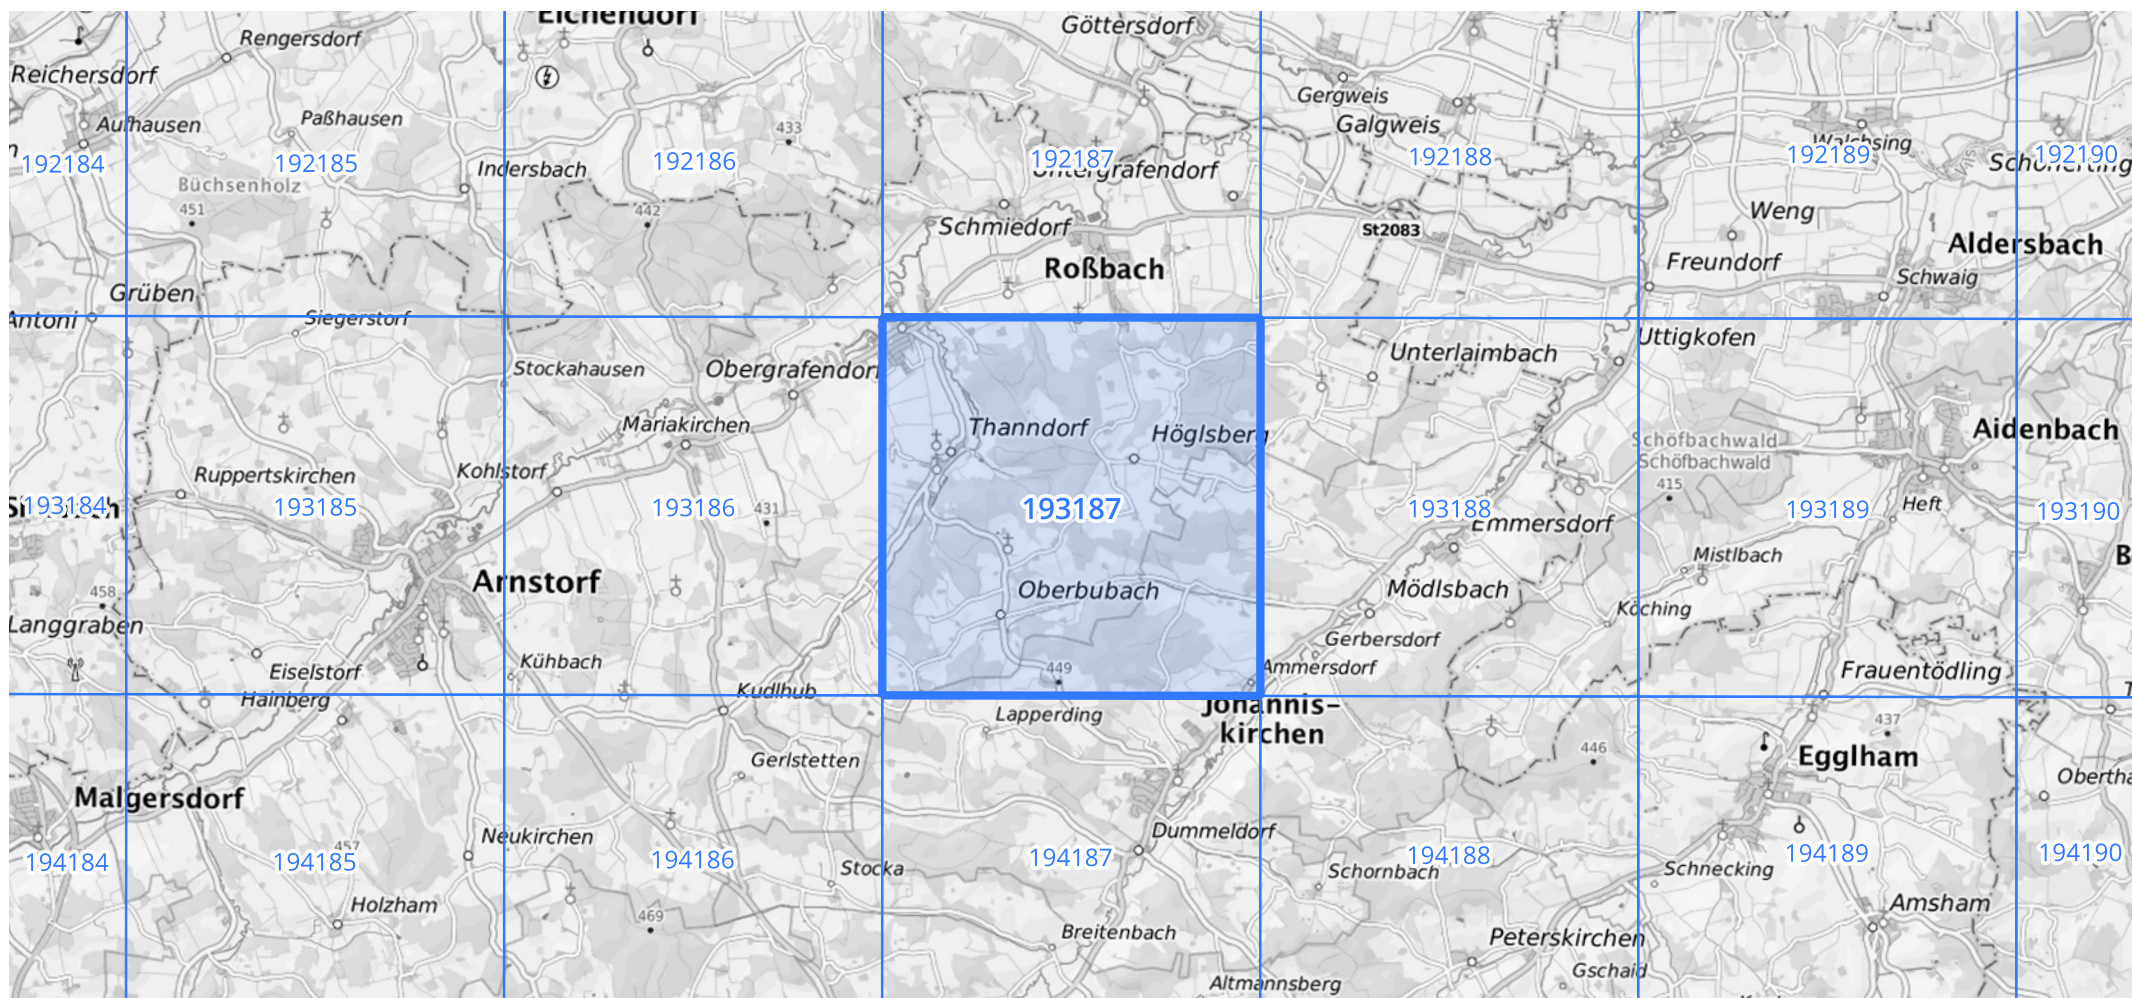 Eichendorf
Göttersdorf
Rengersdorf
Reichersdorf
Gergweis
Paßhausen
Aufhausen
Galgweis
433
Walchsing
192184
192185
192186
192187
192188
192189
192190
Indersbach
Untergrafendorf
Schönerting
Büchsenholz
451
442
Weng
Schmiedorf
St2083
Aldersbach
Roßbach
Freundorf
Schwaig
Grüben
Antoni
Siegerstorf
Uttigkofen
Stockahausen
Obergrafendorf
Unterlaimbach
Mariakirchen
Thanndorf
Höglsberg
Schöfbachwald
Schöfbachwald
Aidenbach
Ruppertskirchen
Kohlstorf
415
193184
193185
193186
431
193187
193188
193189
193190
Heft
Emmersdorf
Mistlbach
B
Arnstorf
Oberbubach
Mödlsbach
458
Köching
Langgraben
Gerbersdorf
Eiselstorf
Kühbach
449
Ammersdorf
Frauentödling
Hainberg
Kudlhub
Lapperding
Johannis-
kirchen
437
446
Gerlstetten
Egglham
Obertha
Malgersdorf
Neukirchen
Dummeldorf
457
194184
194185
194186
194187
194188
194189
194190
Stocka
Schornbach
Schnecking
Holzham
469
Amsham
Breitenbach
Peterskirchen
Gschaid
Altmannsberg